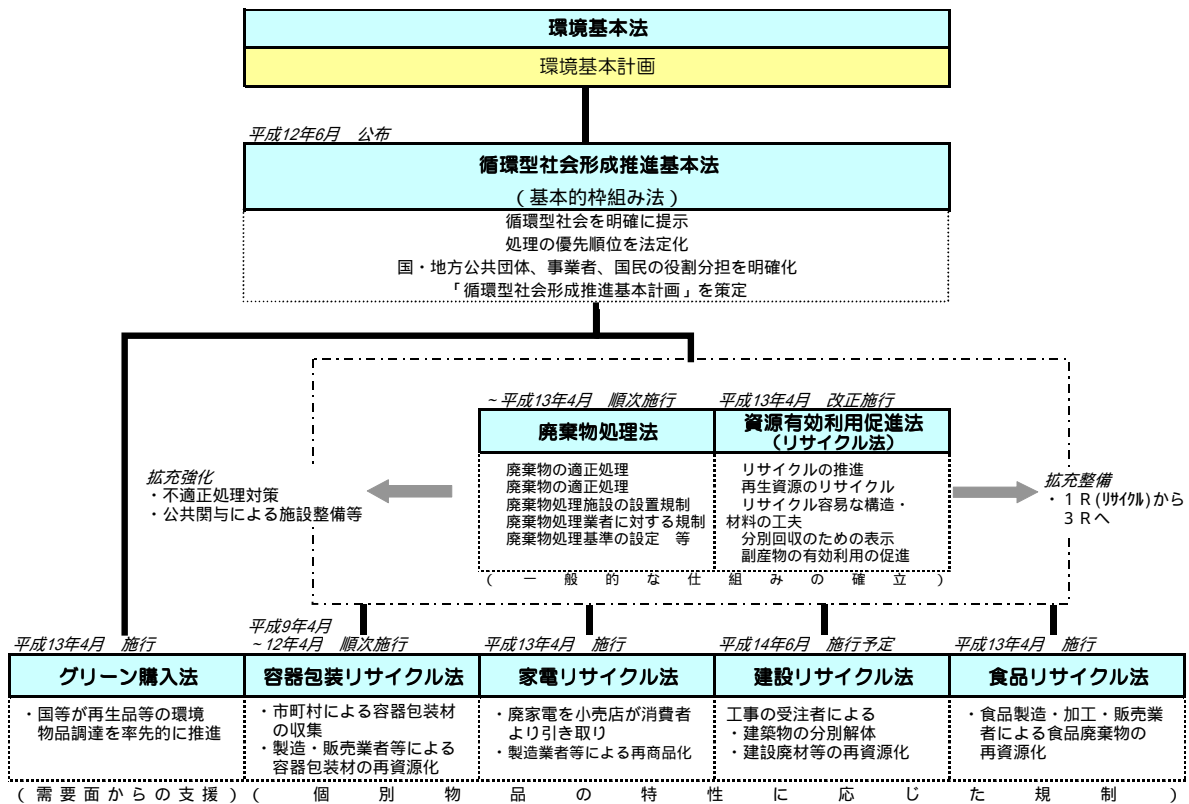 環境基本法
環境基本計画
平成12年6月　公布
循環型社会形成推進基本法
(基本的枠組み法)
循環型社会を明確に提示
処理の優先順位を法定化
国・地方公共団体、事業者、国民の役割分担を明確化
「循環型社会形成推進基本計画」を策定
~平成13年4月　順次施行
廃棄物処理法
廃棄物の適正処理
廃棄物の適正処理
廃棄物処理施設の設置規制
廃棄物処理業者に対する規制
廃棄物処理基準の設定　等
平成13年4月　改正施行
資源有効利用促進法
(リサイクル法)
リサイクルの推進
再生資源のリサイクル
リサイクル容易な構造・
材料の工夫
分別回収のための表示
副産物の有効利用の促進
(一般的な仕組みの確立)
拡充強化
・不適正処理対策
・公共関与による施設整備等
拡充整備
・1R(リサイクル)から
3Rへ
平成13年4月　施行
グリーン購入法
・国等が再生品等の環境
物品調達を率先的に推進
平成9年4月
~12年4月　順次施行
容器包装リサイクル法
・市町村による容器包装材
の収集
・製造・販売業者等による
容器包装材の再資源化
平成13年4月　施行
家電リサイクル法
・廃家電を小売店が消費者
より引き取り
・製造業者等による再商品化
平成14年6月　施行予定
建設リサイクル法
工事の受注者による
・建築物の分別解体
・建設廃材等の再資源化
平成13年4月　施行
食品リサイクル法
・食品製造・加工・販売業
者による食品廃棄物の
再資源化
(需要面からの支援)
(個別物品の特性に応じた規制)